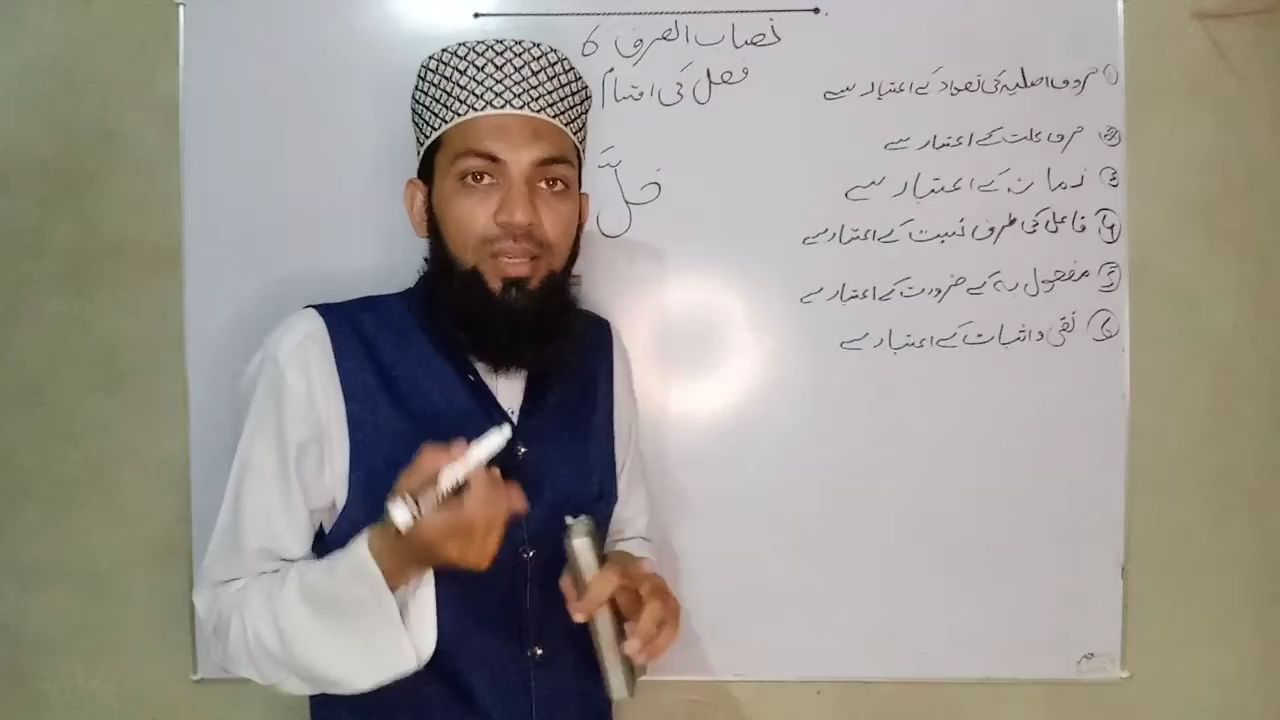 نصاب الصرف 6
فعل کی اقسام
① حروف اصلیہ کی تعداد کے اعتبار سے
② حرف علت کے اعتبار سے
③ زمانہ کے اعتبار سے
④ فاعل کی طرف نسبت کے اعتبار سے
⑤ مفعول بہ کے ضرورت کے اعتبار سے
⑥ نفی و اثبات کے اعتبار سے